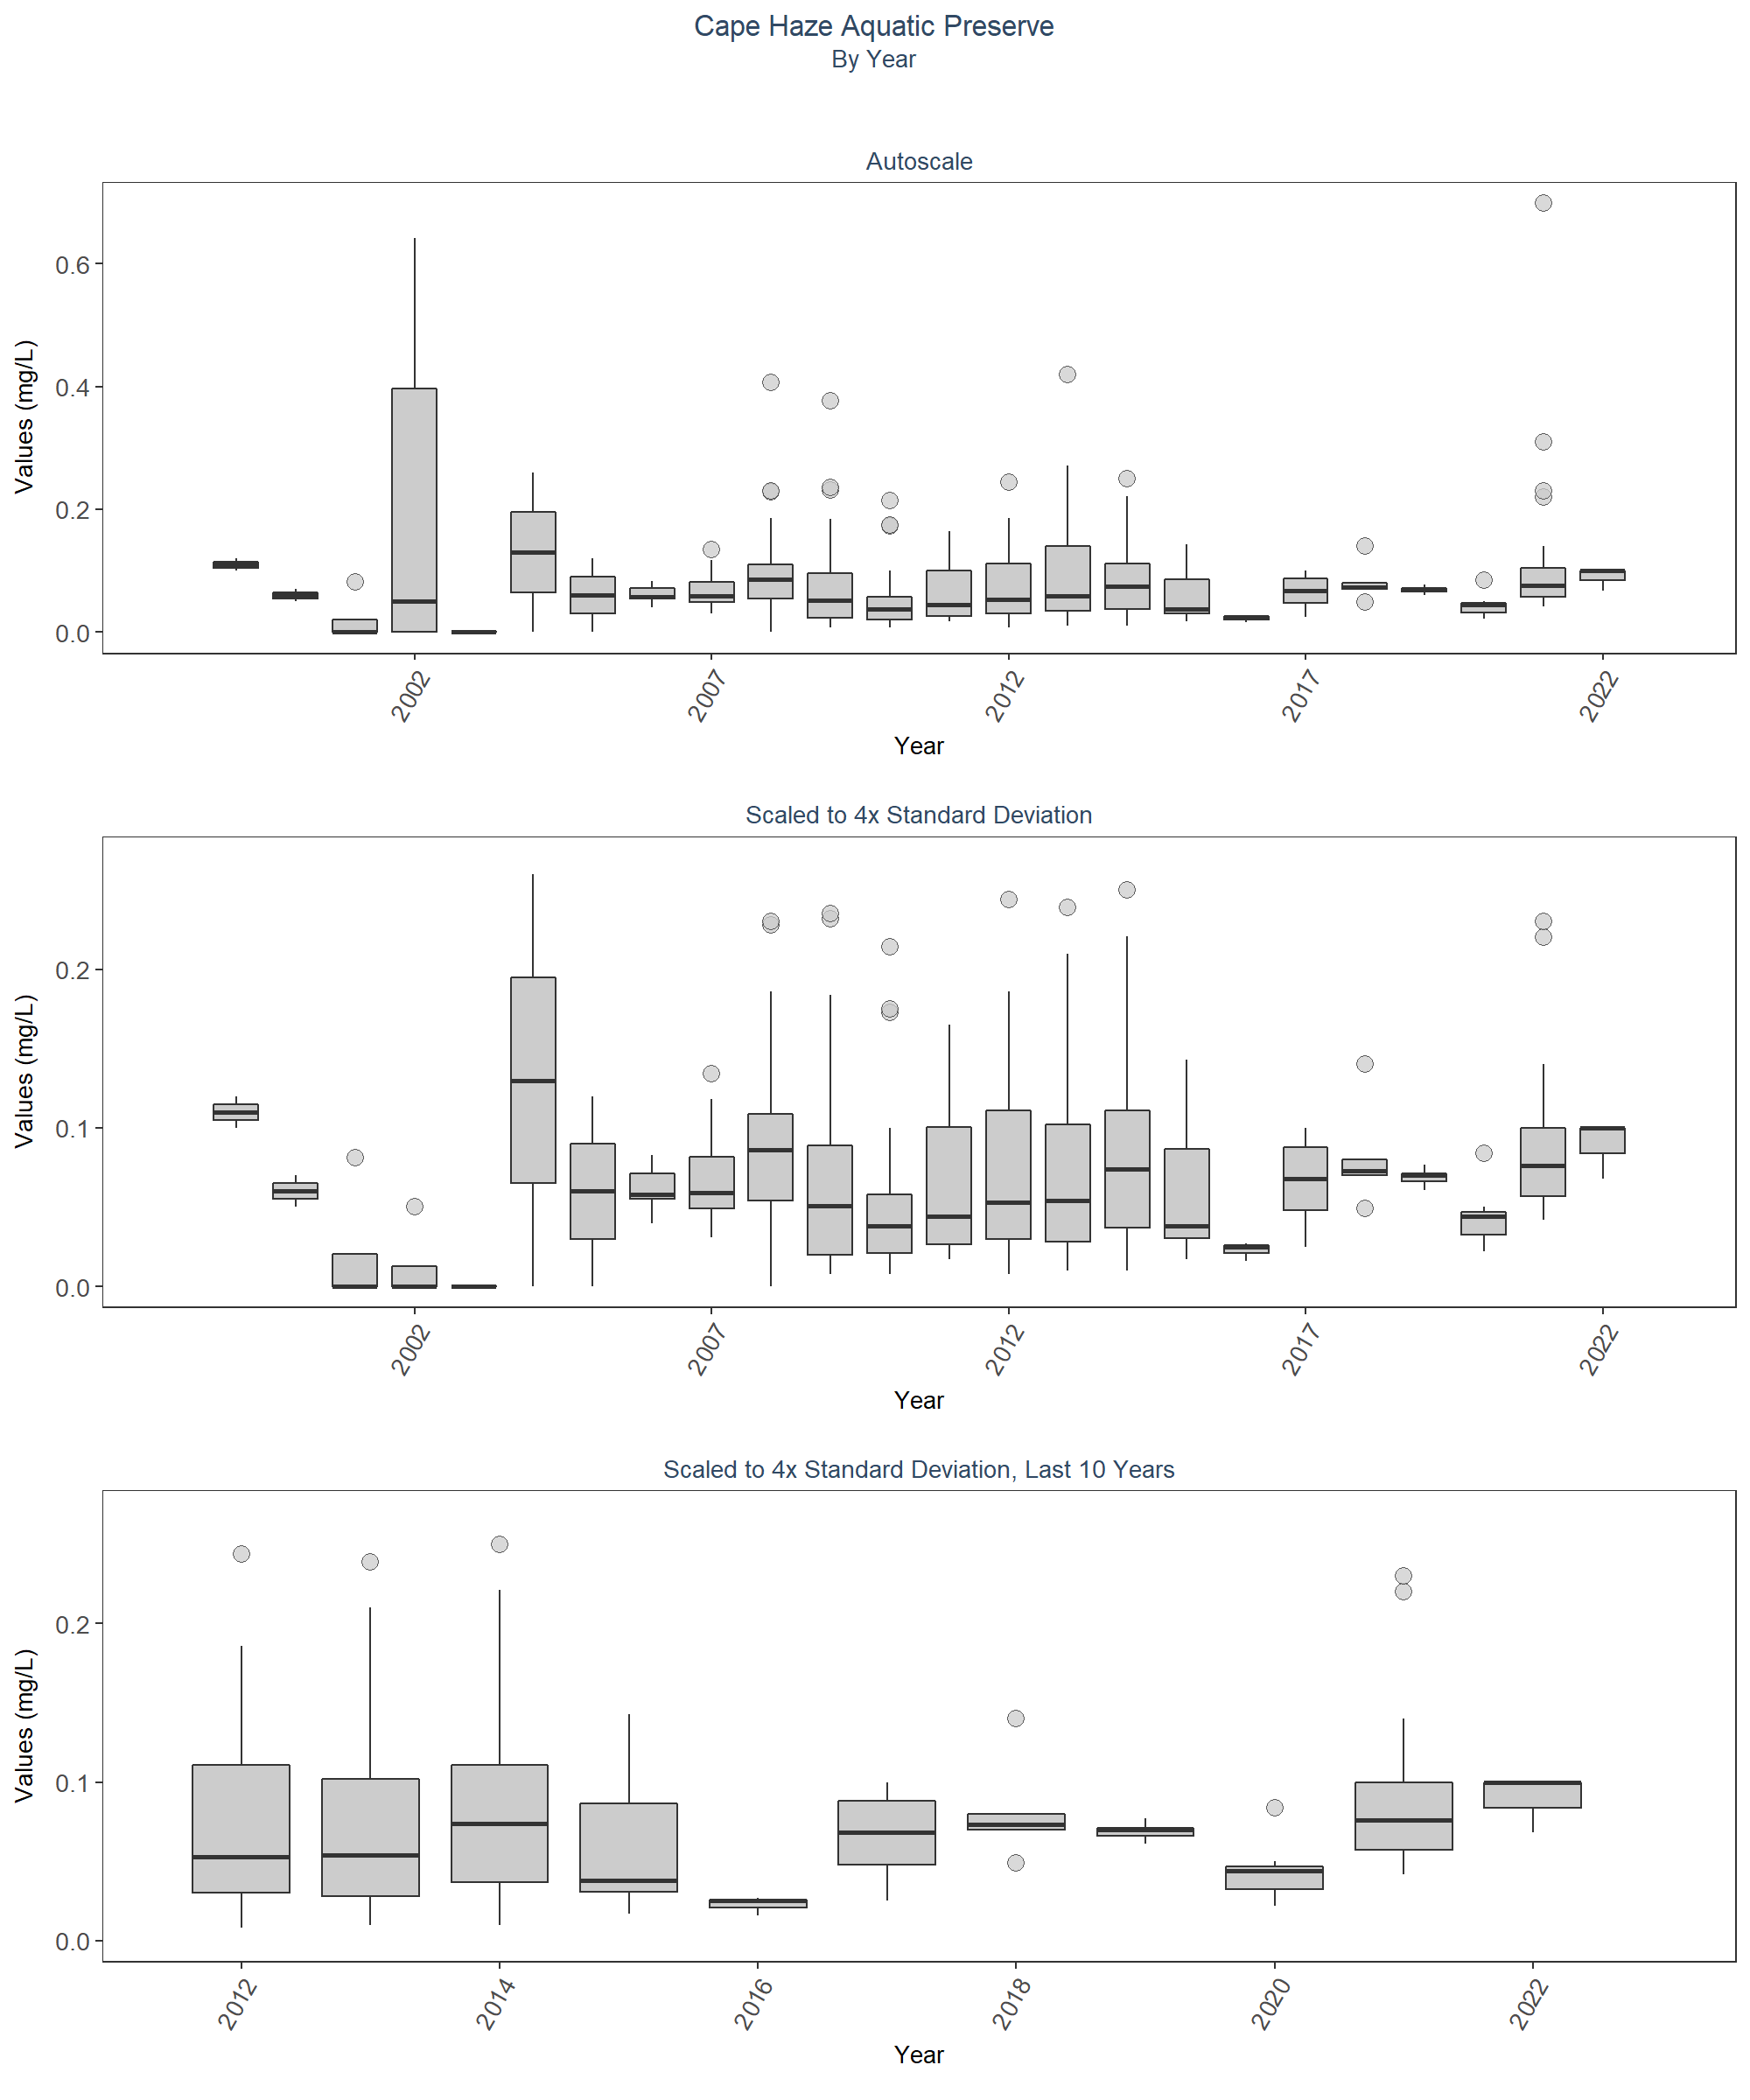 Cape Haze Aquatic Preserve
By Year
Autoscale
Values (mg/L)
0.6
0.4
0.2
0.0
2002
2007
2012
2017
2022
Year
Scaled to 4x Standard Deviation
Values (mg/L)
0.2
0.1
0.0
2002
2007
2012
2017
2022
Year
Scaled to 4x Standard Deviation, Last 10 Years
Values (mg/L)
0.2
0.1
0.0
2012
2014
2016
2018
2020
2022
Year